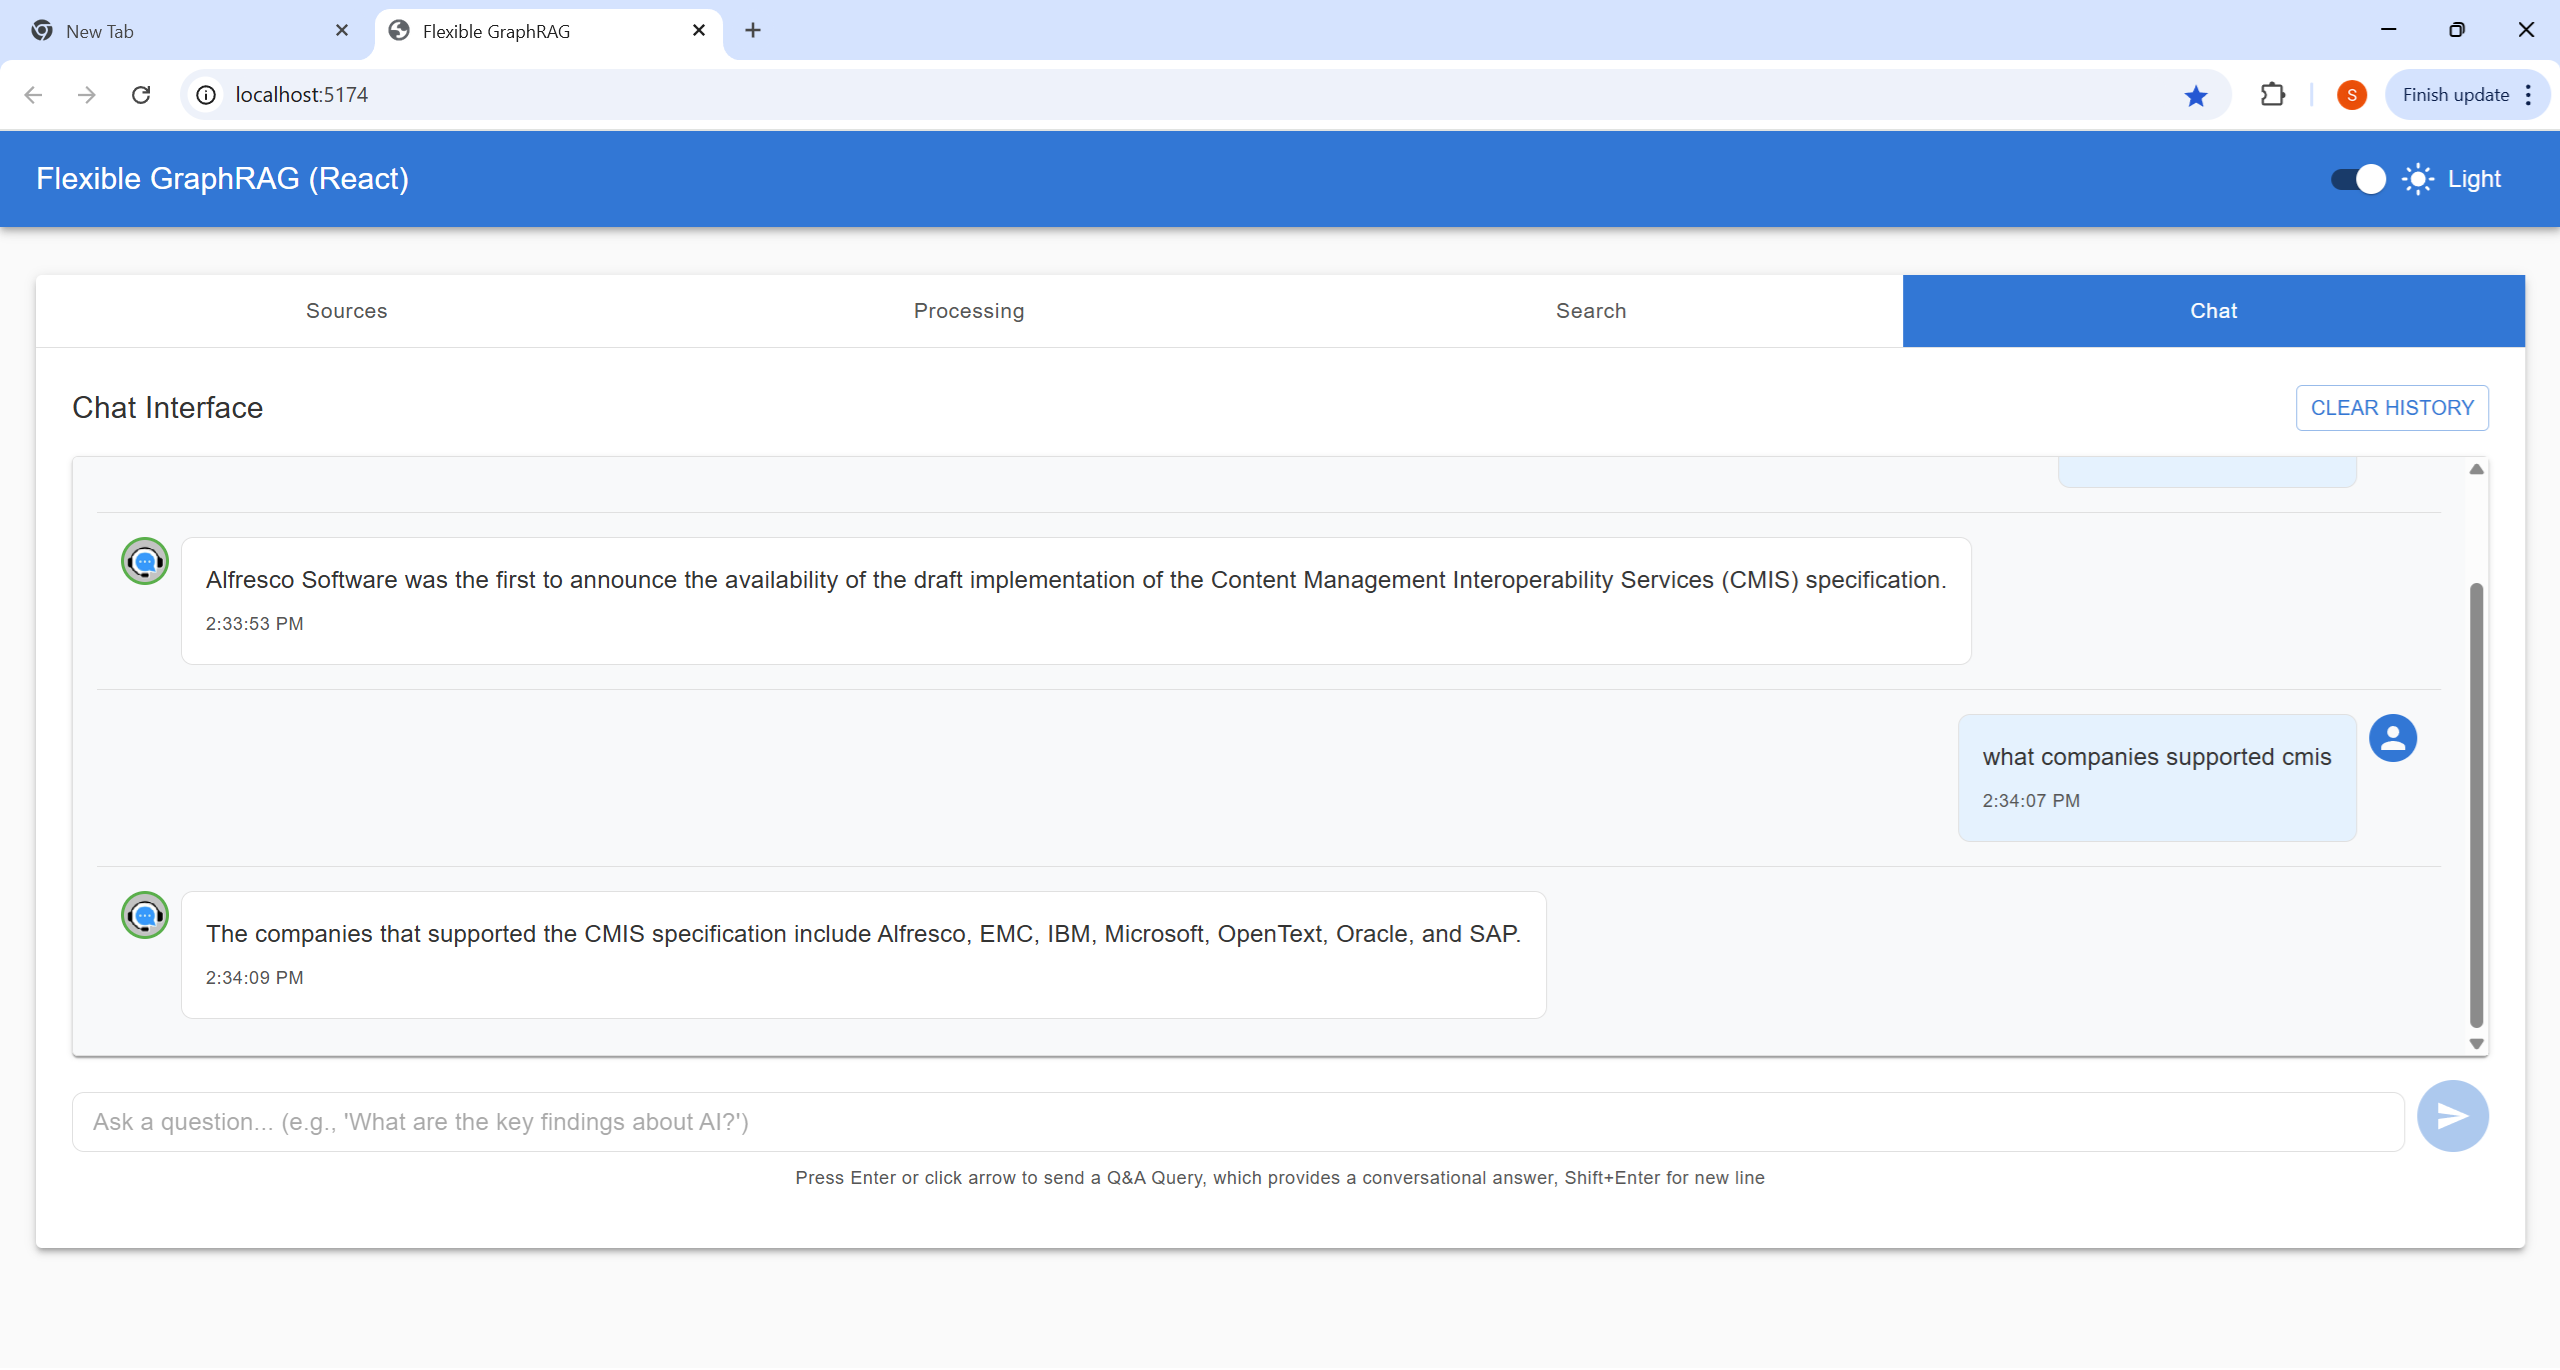 New Tab
Flexible GraphRAG
localhost:5174
S
Finish update
Flexible GraphRAG (React)
Light
Sources
Processing
Search
Chat
Chat Interface
CLEAR HISTORY
Alfresco Software was the first to announce the availability of the draft implementation of the Content Management Interoperability Services (CMIS) specification.
2:33:53 PM
what companies supported cmis
2:34:07 PM
The companies that supported the CMIS specification include Alfresco, EMC, IBM, Microsoft, OpenText, Oracle, and SAP.
2:34:09 PM
Ask a question... (e.g., 'What are the key findings about AI?')
Press Enter or click arrow to send a Q&A Query, which provides a conversational answer, Shift+Enter for new line